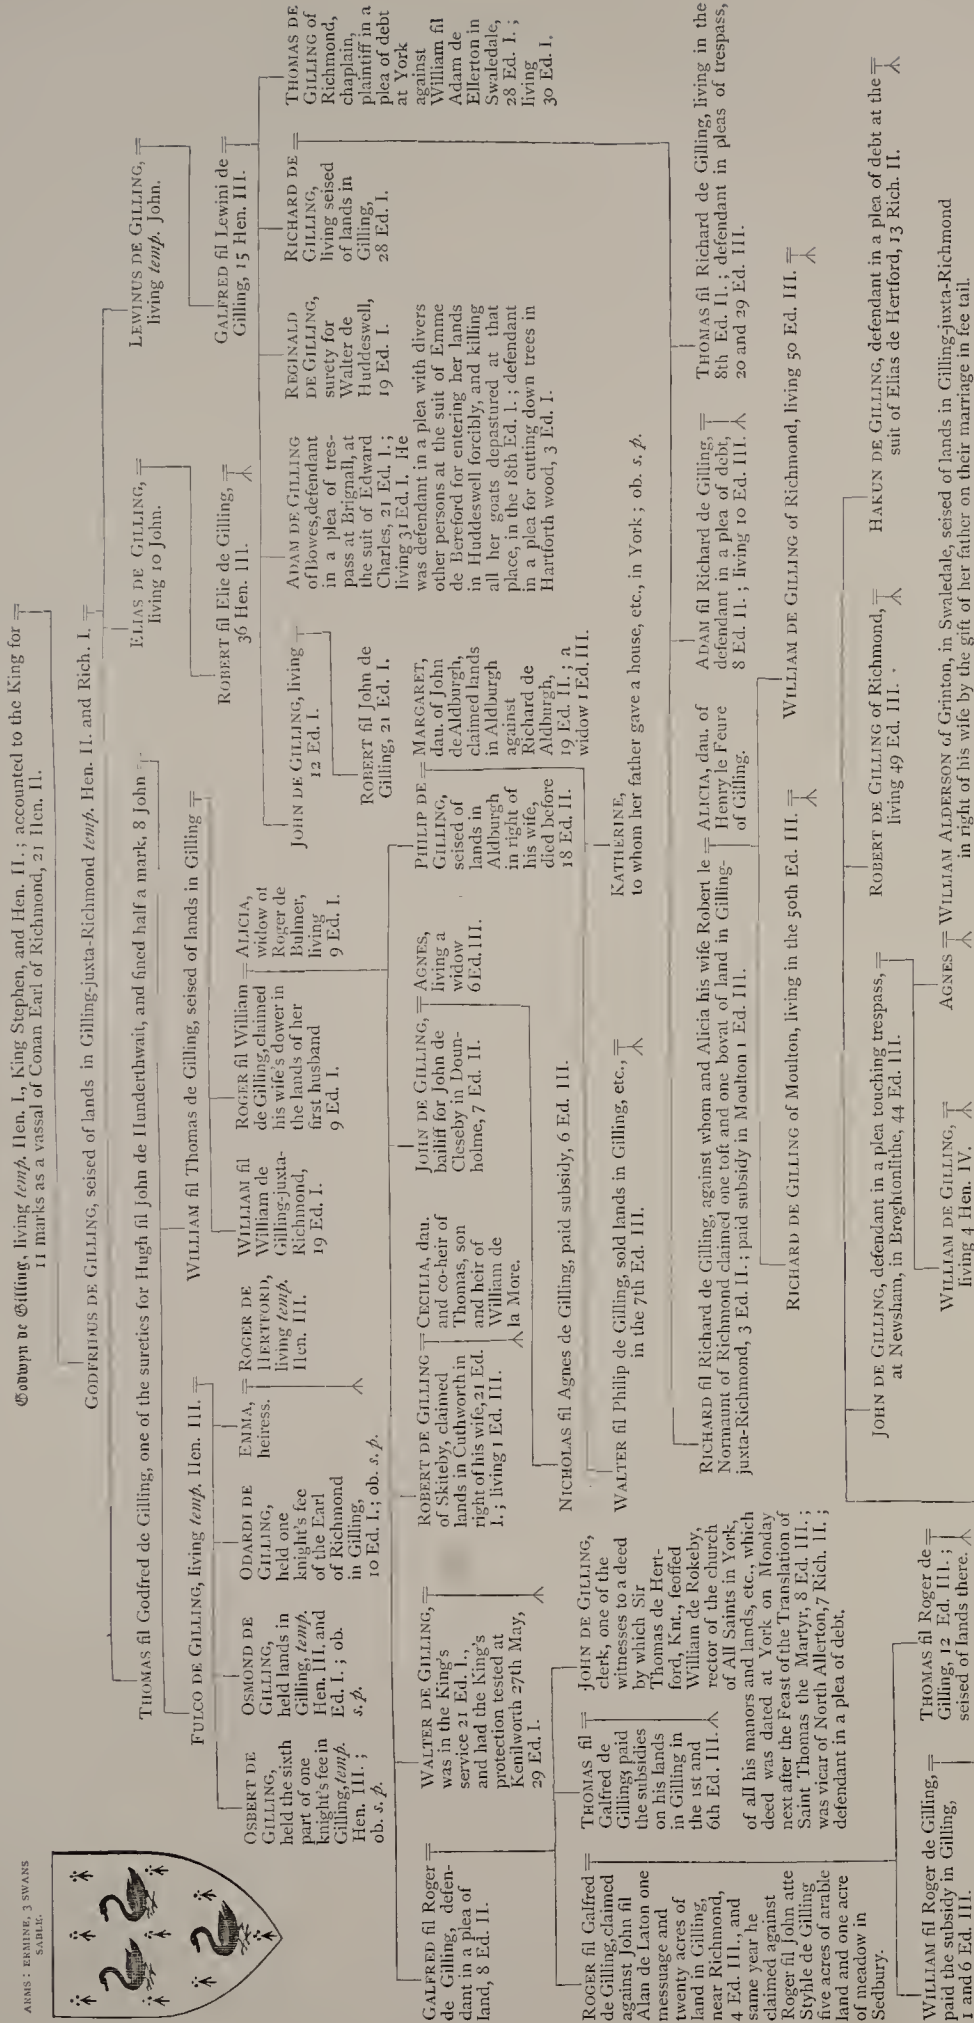 ARMS: ERMINE, 3 SWANS
SABLE.
Godwyn de Gilling, living temp. Hen. I., King Stephen, and Hen. II.; accounted to the King for
11 marks as a vassal of Conan Earl of Richmond, 21 Hen. II.
GODFRIDUS DE GILLING, seised of lands in Gilling-juxta-Richmond temp. Hen. II. and Rich. I.
THOMAS fil Godfred de Gilling, one of the sureties for Hugh fil John de Hunderthwait, and fined half a mark, 8 John
ELIAS DE GILLING,
living 10 John.
LEWINUS DE GILLING,
living temp. John.
FULCO DE GILLING, living temp. Hen. III.
WILLIAM fil Thomas de Gilling, seised of lands in Gilling
ROBERT fil Elie de Gilling,
36 Hen. III.
GALFRED fil Lewini de
Gilling, 15 Hen. III.
OSBERT DE
GILLING,
held the sixth
part of one
knight's fee in
Gilling, temp.
Hen. III.;
ob. s. p.
OSMOND DE
GILLING,
held lands in
Gilling, temp.
Hen. III. and
Ed. I.; ob.
s. p.
ODARDI DE
GILLING,
held one
knight's fee
of the Earl
of Richmond
in Gilling,
10 Ed. I.; ob. s. p.
EMMA,
heiress.
ROGER DE
HERTFORD,
living temp.
Hen. III.
WILLIAM fil
William de
Gilling-juxta-
Richmond,
19 Ed. I.
ROGER fil William
de Gilling, claimed
his wife's dower in
the lands of her
first husband
9 Ed. I.
ALICIA,
widow of
Roger de
Bulmer,
living
9 Ed. I.
JOHN DE GILLING, living
12 Ed. I.
ROBERT fil John de
Gilling, 21 Ed. I.
ADAM DE GILLING
of Bowes, defendant
in a plea of tres-
pass at Brignall, at
the suit of Edward
Charles, 21 Ed. I.;
living 31 Ed. I. He
was defendant in a plea with divers
other persons at the suit of Emme
de Bereford for entering her lands
in Huddeswell forcibly, and killing
all her goats depastured at that
place, in the 18th Ed. I.; defendant
in a plea for cutting down trees in
Hartforth wood, 3 Ed. I.
REGINALD
DE GILLING,
surety for
Walter de
Huddeswell,
19 Ed. I.
RICHARD DE
GILLING,
living seised
of lands in
Gilling,
28 Ed. I.
THOMAS DE
GILLING of
Richmond,
chaplain,
plaintiff in a
plea of debt
at York
against
William fil
Adam de
Ellerton in
Swaledale,
28 Ed. I.;
living
30 Ed. I.
GALFRED fil Roger
de Gilling, defen-
dant in a plea of
land, 8 Ed. II.
WALTER DE GILLING,
was in the King's
service 21 Ed. I.,
and had the King's
protection tested at
Kenilworth 27th May,
29 Ed. I.
ROBERT DE GILLING
of Skiteby, claimed
lands in Cuthworth in
right of his wife, 21 Ed.
I.; living 1 Ed. III.
CECILIA, dau.
and co-heir of
Thomas, son
and heir of
William de
la More.
JOHN DE GILLING,
bailiff for John de
Cleseby in Doun-
holme, 7 Ed. II.
AGNES,
living a
widow
6 Ed. III.
PHILIP DE
GILLING,
seised of
lands in
Aldburgh
in right of
his wife,
died before
18 Ed. II.
MARGARET,
dau. of John
de Aldburgh,
claimed lands
in Aldburgh
against
Richard de
Aldburgh,
19 Ed. II.; a
widow 1 Ed. III.
NICHOLAS fil Agnes de Gilling, paid subsidy, 6 Ed. III.
WALTER fil Philip de Gilling, sold lands in Gilling, etc.,
in the 7th Ed. III.
KATHERINE,
to whom her father gave a house, etc., in York; ob. s. p.
ROGER fil Galfred
de Gilling, claimed
against John fil
Alan de Laton one
messuage and
twenty acres of
land in Gilling,
near Richmond,
4 Ed. III., and
same year he
claimed against
Roger fil John atte
Styhle de Gilling
five acres of arable
land and one acre
of meadow in
Sedbury.
THOMAS fil
Galfred de
Gilling; paid
the subsidies
on his lands
in Gilling in
the 1st and
6th Ed. III.
JOHN DE GILLING,
clerk, one of the
witnesses to a deed
by which Sir
Thomas de Hert-
ford, Knt., feoffed
William de Rokeby,
rector of the church
of All Saints in York,
of all his manors and lands, etc., which
deed was dated at York on Monday
next after the Feast of the Translation of
Saint Thomas the Martyr, 8 Ed. III.;
was vicar of North Allerton, 7 Rich. II.;
defendant in a plea of debt.
RICHARD fil Richard de Gilling, against whom and Alicia his wife Robert le
Normaunt of Richmond claimed one toft and one bovat of land in Gilling-
juxta-Richmond, 3 Ed. II.; paid subsidy in Moulton 1 Ed. III.
ALICIA, dau. of
Henry le Feure
of Gilling.
ADAM fil Richard de Gilling,
defendant in a plea of debt,
8 Ed. II.; living 10 Ed. III.
THOMAS fil Richard de Gilling, living in the
8th Ed. II.; defendant in pleas of trespass,
20 and 29 Ed. III.
RICHARD DE GILLING of Moulton, living in the 50th Ed. III.
WILLIAM DE GILLING of Richmond, living 50 Ed. III.
WILLIAM fil Roger de Gilling,
paid the subsidy in Gilling,
1 and 6 Ed. III.
THOMAS fil Roger de
Gilling, 12 Ed. III.;
seised of lands there.
JOHN DE GILLING, defendant in a plea touching trespass,
at Newsham, in Broghtonlithe, 44 Ed. III.
ROBERT DE GILLING of Richmond,
living 49 Ed. III.
HAKUN DE GILLING, defendant in a plea of debt at the
suit of Elias de Hertford, 13 Rich. II.
WILLIAM DE GILLING,
living 4 Hen. IV.
AGNES
WILLIAM ALDERSON of Grinton, in Swaledale, seised of lands in Gilling-juxta-Richmond
in right of his wife by the gift of her father on their marriage in fee tail.